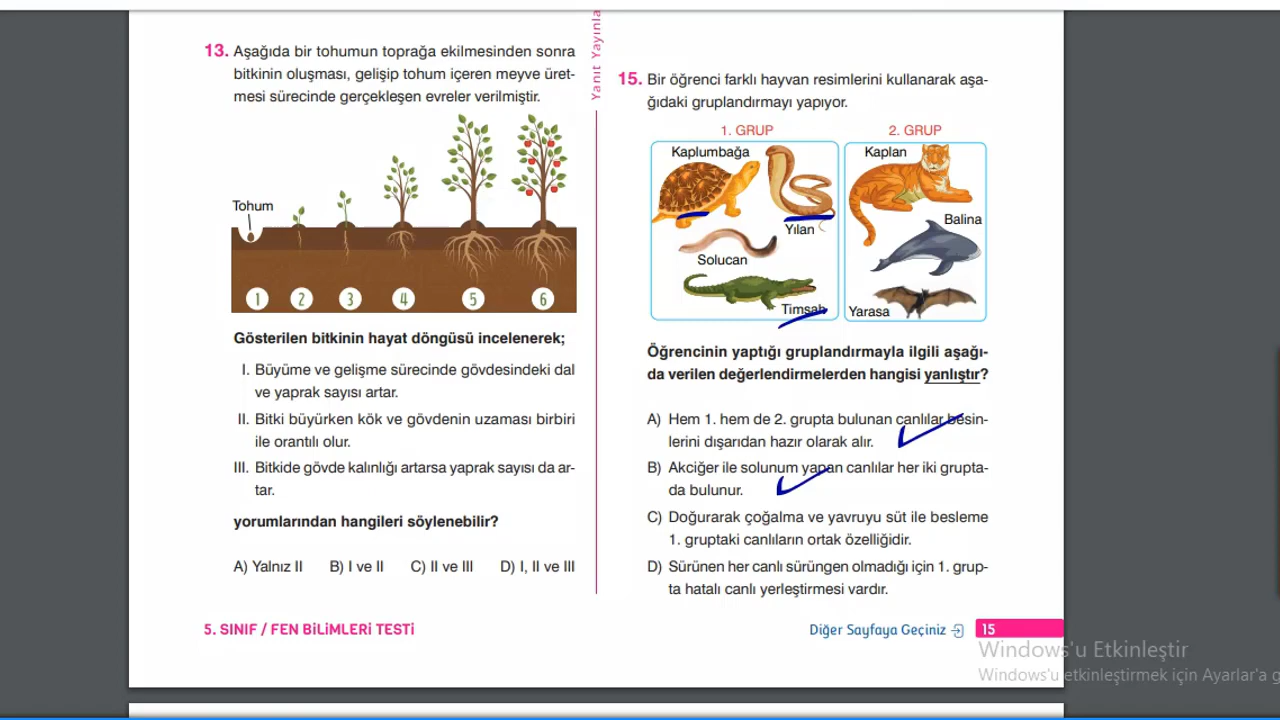 13. Aşağıda bir tohumun toprağa ekilmesinden sonra
bitkinin oluşması, gelişip tohum içeren meyve üret-
mesi sürecinde gerçekleşen evreler verilmiştir.
Tohum
1 2 3 4 5 6
Gösterilen bitkinin hayat döngüsü incelenerek;
I. Büyüme ve gelişme sürecinde gövdesindeki dal
ve yaprak sayısı artar.
II. Bitki büyürken kök ve gövdenin uzaması birbiri
ile orantılı olur.
III. Bitkide gövde kalınlığı artarsa yaprak sayısı da ar-
tar.
yorumlarından hangileri söylenebilir?
A) Yalnız II B) I ve II C) II ve III D) I, II ve III
Yanıt Yayınla
15. Bir öğrenci farklı hayvan resimlerini kullanarak aşa-
ğıdaki gruplandırmayı yapıyor.
1. GRUP 2. GRUP
Kaplumbağa Kaplan
Yılan Balina
Solucan
Timsah Yarasa
Öğrencinin yaptığı gruplandırmayla ilgili aşağı-
da verilen değerlendirmelerden hangisi yanlıştır?
A) Hem 1. hem de 2. grupta bulunan canlılar besin-
lerini dışarıdan hazır olarak alır.
B) Akciğer ile solunum yapan canlılar her iki grupta-
da bulunur.
C) Doğurarak çoğalma ve yavruyu süt ile besleme
1. gruptaki canlıların ortak özelliğidir.
D) Sürünen her canlı sürüngen olmadığı için 1. grup-
ta hatalı canlı yerleştirmesi vardır.
5. SINIF / FEN BİLİMLERİ TESTİ
Diğer Sayfaya Geçiniz 15
Windows'u Etkinleştir
Windows'u etkinleştirmek için Ayarlar'a g